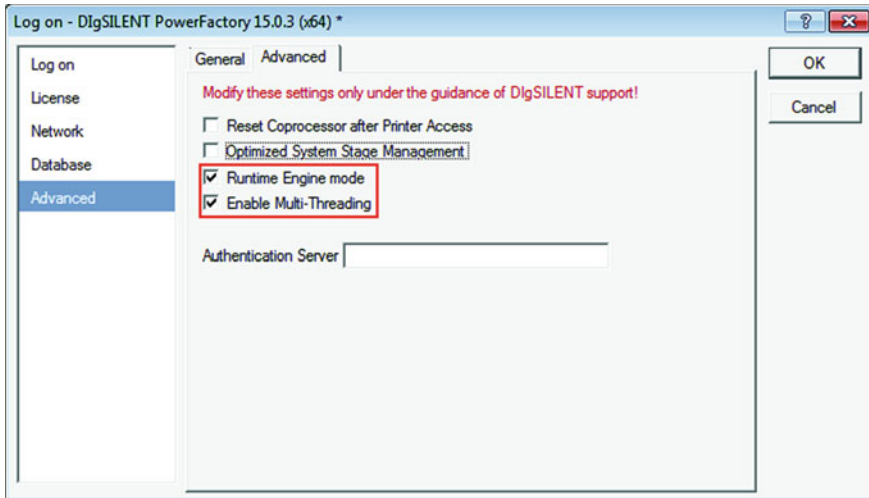 Log on - DIgSILENT PowerFactory 15.0.3 (x64) *
Log on
License
Network
Database
Advanced
General
Advanced
Modify these settings only under the guidance of DIgSILENT support!
Reset Coprocessor after Printer Access
Optimized System Stage Management
Runtime Engine mode
Enable Multi-Threading
Authentication Server
OK
Cancel